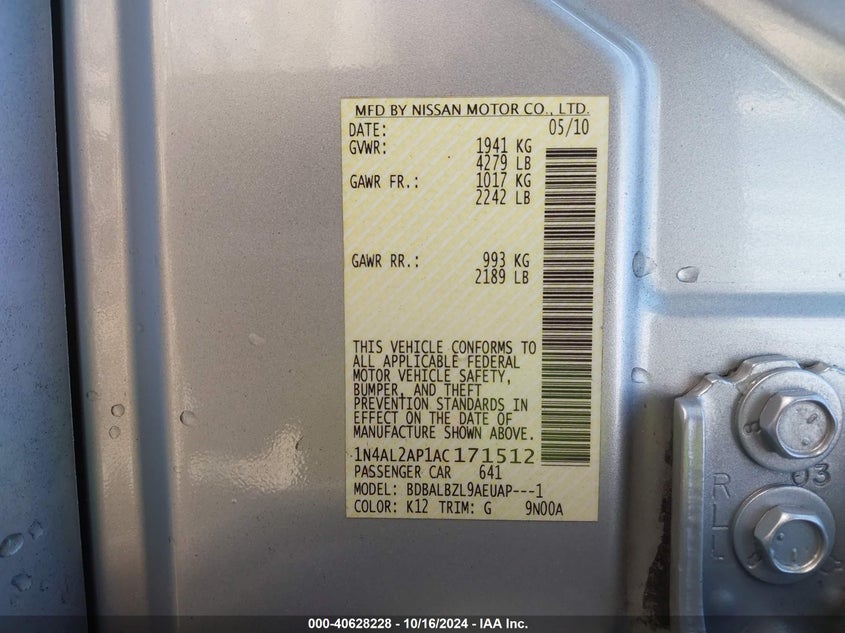 MFD BY NISSAN MOTOR CO., LTD.
DATE: 05/10
GVWR: 1941 KG
4279 LB
GAWR FR.: 1017 KG
2242 LB
GAWR RR.: 993 KG
2189 LB
THIS VEHICLE CONFORMS TO
ALL APPLICABLE FEDERAL
MOTOR VEHICLE SAFETY,
BUMPER, AND THEFT
PREVENTION STANDARDS IN
EFFECT ON THE DATE OF
MANUFACTURE SHOWN ABOVE.
1N4AL2AP1AC171512
PASSENGER CAR 641
MODEL: BDBALBZL9AEUAP---1
COLOR: K12 TRIM: G 9N00A
03
RLL
000-40628228 - 10/16/2024 - IAA Inc.